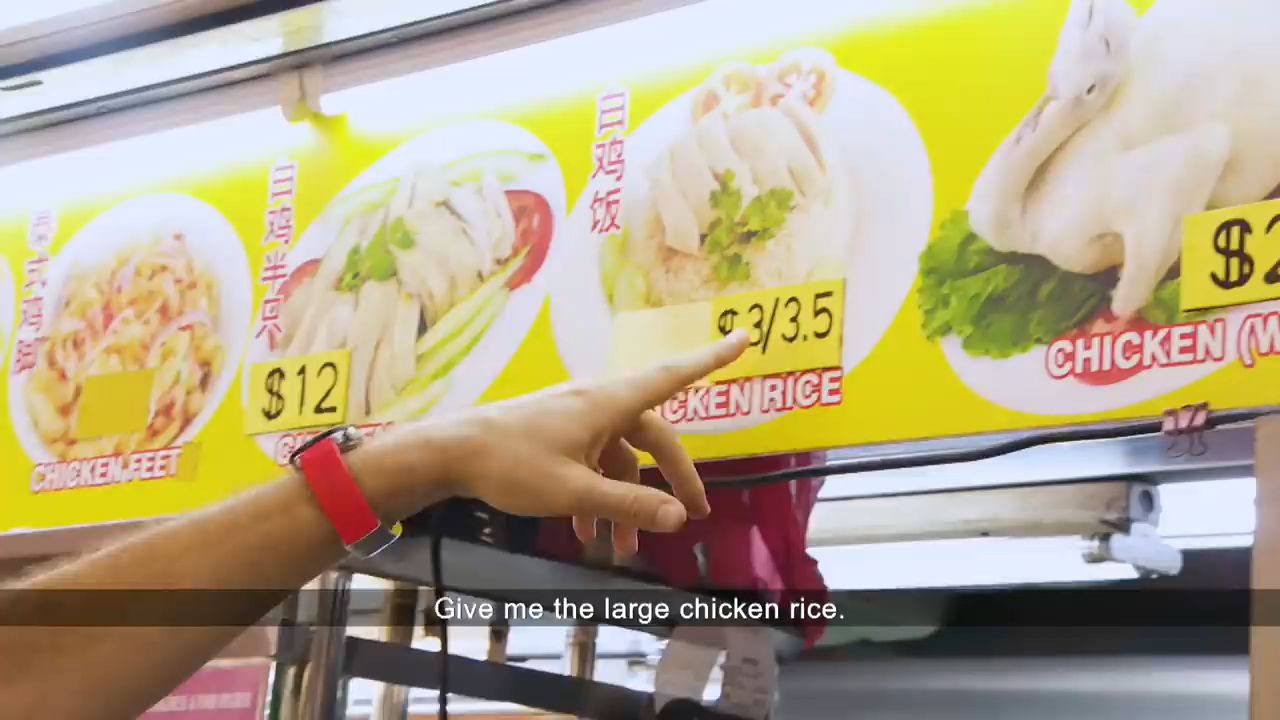 白鸡半只
白鸡饭
$12
$3/3.5
$2
CHICKEN FEET
CKEN RICE
CHICKEN (W
Give me the large chicken rice.